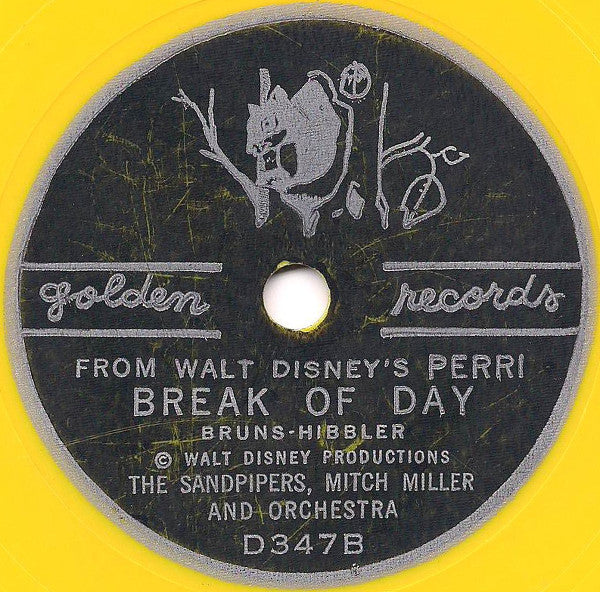 golden records
FROM WALT DISNEY'S PERRI
BREAK OF DAY
BRUNS-HIBBLER
© WALT DISNEY PRODUCTIONS
THE SANDPIPERS, MITCH MILLER
AND ORCHESTRA
D347B